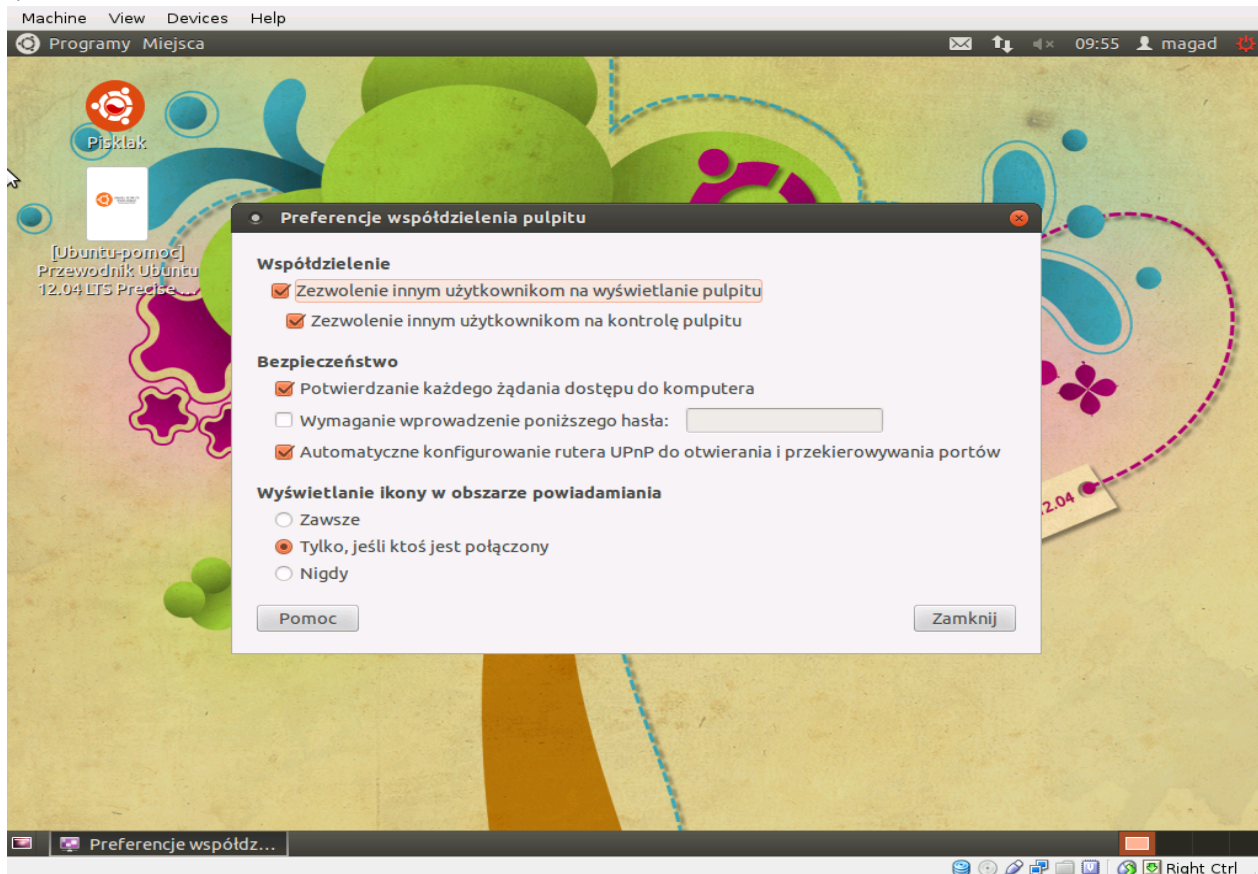 Machine View Devices Help
Programy Miejsca 09:55 magad
Pisklak
[Ubuntu-pomoc]
Przewodnik Ubuntu
12.04 LTS Precise ...
Preferencje współdzielenia pulpitu
Współdzielenie
Zezwolenie innym użytkownikom na wyświetlanie pulpitu
Zezwolenie innym użytkownikom na kontrolę pulpitu
Bezpieczeństwo
Potwierdzanie każdego żądania dostępu do komputera
Wymaganie wprowadzenie poniższego hasła:
Automatyczne konfigurowanie rutera UPnP do otwierania i przekierowywania portów
Wyświetlanie ikony w obszarze powiadamiania
Zawsze
Tylko, jeśli ktoś jest połączony
Nigdy
Pomoc Zamknij
12.04
Preferencje współdz...
Right Ctrl